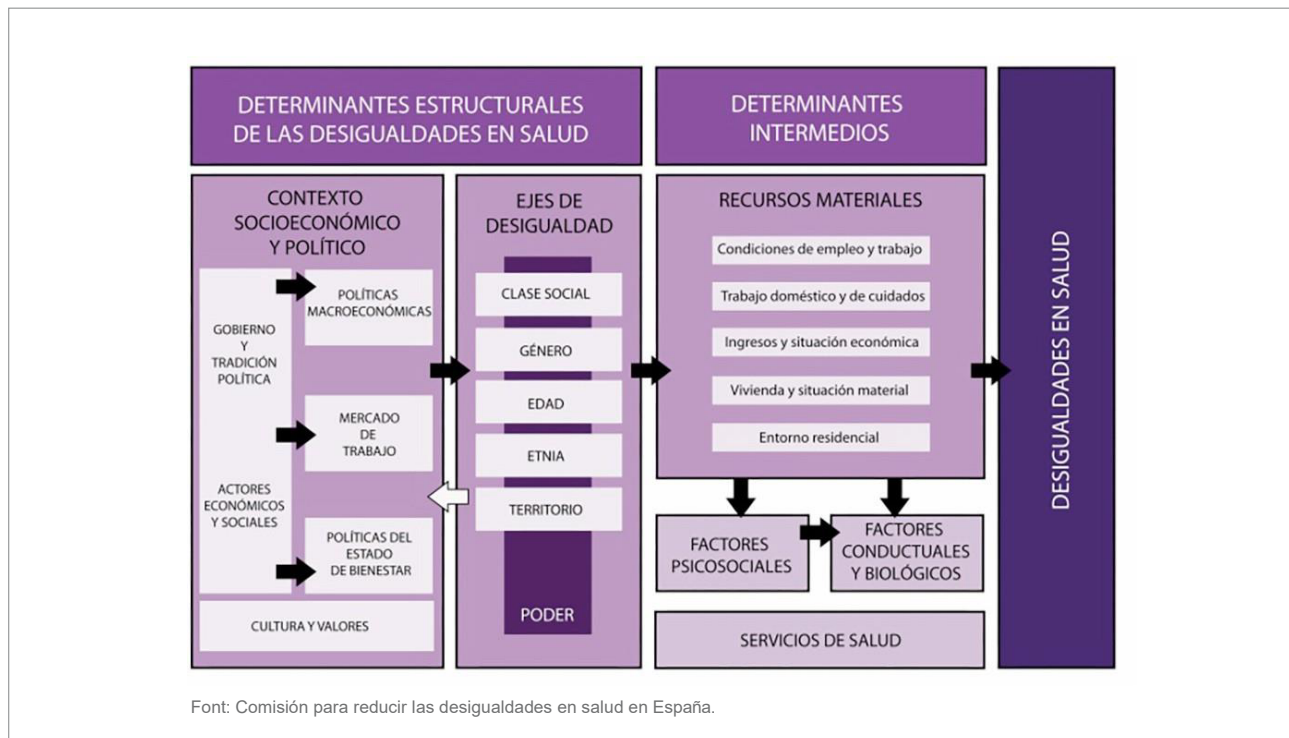 DETERMINANTES ESTRUCTURALES
DE LAS DESIGUALDADES EN SALUD
DETERMINANTES
INTERMEDIOS
CONTEXTO
SOCIOECONÓMICO
Y POLÍTICO
GOBIERNO
Y
TRADICIÓN
POLÍTICA
ACTORES
ECONÓMICOS
Y SOCIALES
POLÍTICAS
MACROECONÓMICAS
MERCADO
DE
TRABAJO
POLÍTICAS DEL
ESTADO
DE BIENESTAR
CULTURA Y VALORES
EJES DE
DESIGUALDAD
CLASE SOCIAL
GÉNERO
EDAD
ETNIA
TERRITORIO
PODER
RECURSOS MATERIALES
Condiciones de empleo y trabajo
Trabajo doméstico y de cuidados
Ingresos y situación económica
Vivienda y situación material
Entorno residencial
FACTORES
PSICOSOCIALES
FACTORES
CONDUCTUALES
Y BIOLÓGICOS
SERVICIOS DE SALUD
DESIGUALDADES EN SALUD
Font: Comisión para reducir las desigualdades en salud en España.